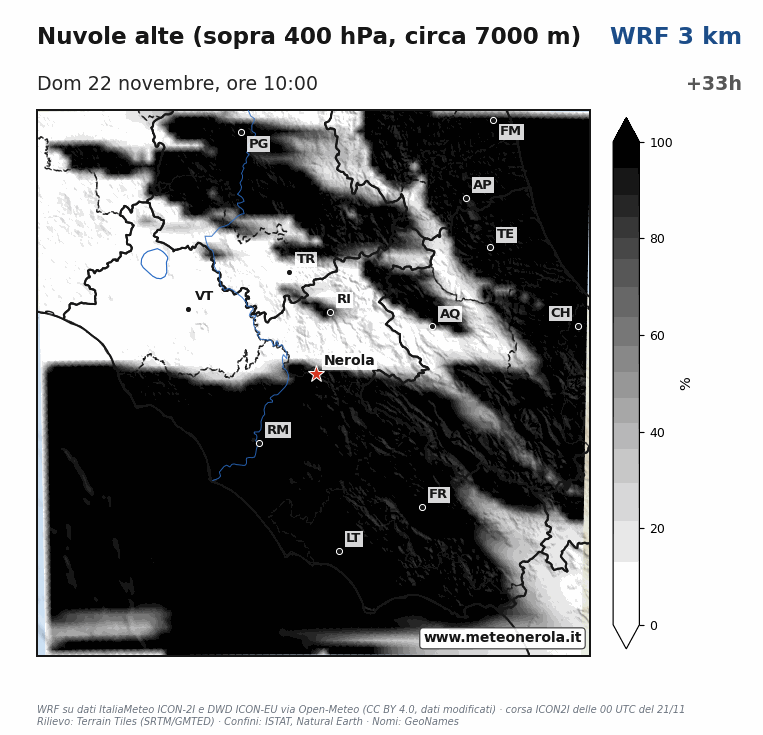 Nuvole alte (sopra 400 hPa, circa 7000 m) WRF 3 km
Dom 22 novembre, ore 10:00 +33h
FM
PG
AP
TE
TR
VT
RI
AQ
CH
Nerola
RM
FR
LT
www.meteonerola.it
100
80
60
40
20
0
%
WRF su dati ItaliaMeteo ICON-2I e DWD ICON-EU via Open-Meteo (CC BY 4.0, dati modificati) · corsa ICON2I delle 00 UTC del 21/11
Rilievo: Terrain Tiles (SRTM/GMTED) · Confini: ISTAT, Natural Earth · Nomi: GeoNames